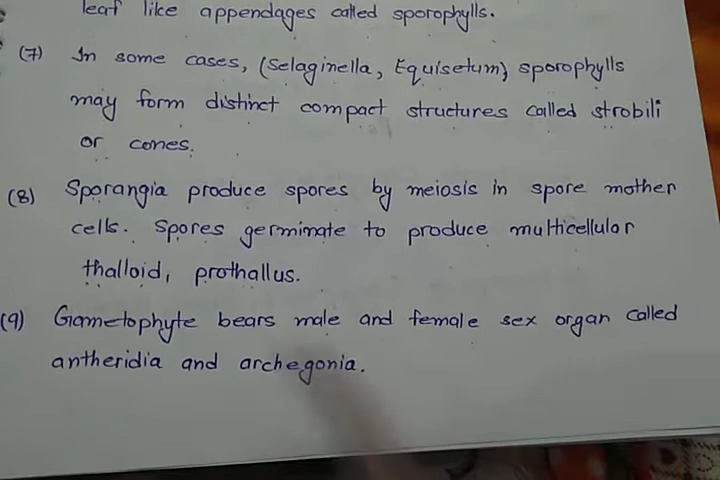 leaf like appendages called sporophylls.
(7) In some cases, (Selaginella, Equisetum) sporophylls
may form distinct compact structures called strobili
or cones.
(8) Sporangia produce spores by meiosis in spore mother
cells. Spores germinate to produce multicellular
thalloid, prothallus.
(9) Gametophyte bears male and female sex organ called
antheridia and archegonia.